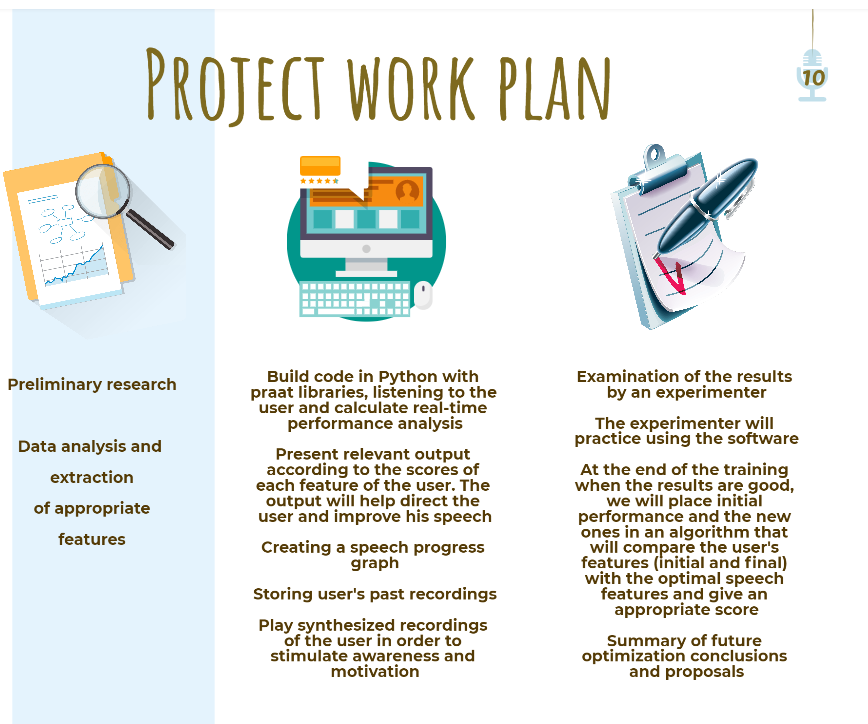 10
Project work plan
Preliminary research
Data analysis and
extraction
of appropriate
features
Build code in Python with
praat libraries, listening to the
user and calculate real-time
performance analysis
Present relevant output
according to the scores of
each feature of the user. The
output will help direct the
user and improve his speech
Creating a speech progress
graph
Storing user's past recordings
Play synthesized recordings
of the user in order to
stimulate awareness and
motivation
Examination of the results
by an experimenter
The experimenter will
practice using the software
At the end of the training
when the results are good,
we will place initial
performance and the new
ones in an algorithm that
will compare the user's
features (initial and final)
with the optimal speech
features and give an
appropriate score
Summary of future
optimization conclusions
and proposals